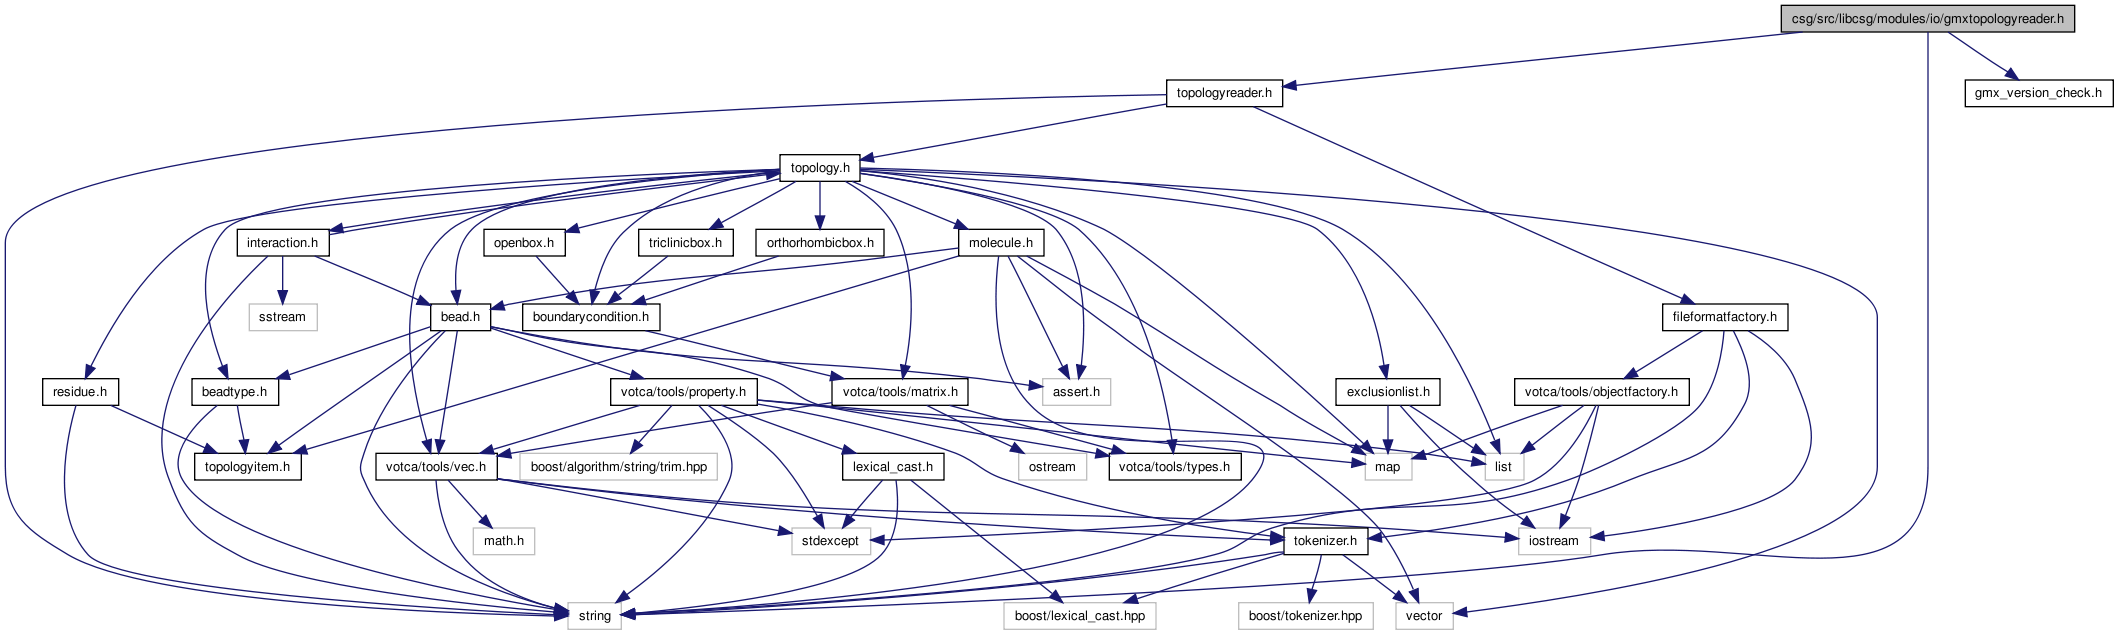 csg/src/libcsg/modules/io/gmxtopologyreader.h
topologyreader.h
gmx_version_check.h
topology.h
interaction.h
openbox.h
triclinicbox.h
orthorhombicbox.h
molecule.h
sstream
bead.h
boundarycondition.h
fileformatfactory.h
residue.h
beadtype.h
votca/tools/property.h
votca/tools/matrix.h
assert.h
exclusionlist.h
votca/tools/objectfactory.h
topologyitem.h
votca/tools/vec.h
boost/algorithm/string/trim.hpp
lexical_cast.h
ostream
votca/tools/types.h
map
list
math.h
stdexcept
tokenizer.h
iostream
string
boost/lexical_cast.hpp
boost/tokenizer.hpp
vector